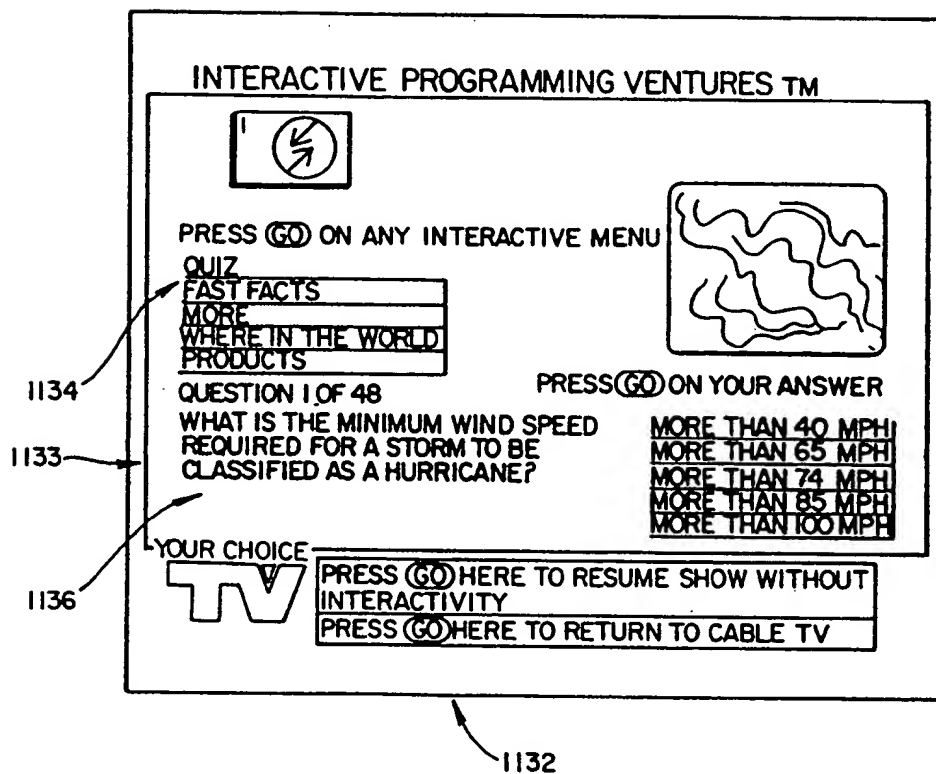 INTERACTIVE PROGRAMMING VENTURES TM
PRESS GO ON ANY INTERACTIVE MENU
QUIZ
FAST FACTS
MORE
WHERE IN THE WORLD
PRODUCTS
1134
QUESTION 1 OF 48
PRESS GO ON YOUR ANSWER
WHAT IS THE MINIMUM WIND SPEED
REQUIRED FOR A STORM TO BE
CLASSIFIED AS A HURRICANE?
1133
MORE THAN 40 MPH
MORE THAN 65 MPH
MORE THAN 74 MPH
MORE THAN 85 MPH
MORE THAN 100 MPH
1136
YOUR CHOICE
TV
PRESS GO HERE TO RESUME SHOW WITHOUT
INTERACTIVITY
PRESS GO HERE TO RETURN TO CABLE TV
1132